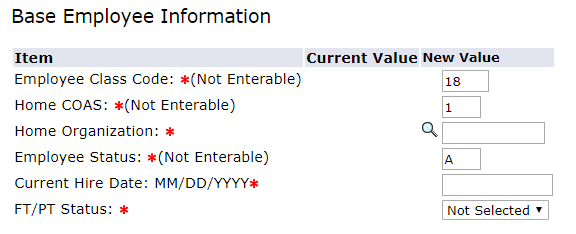 Base Employee Information
Item Current Value New Value
Employee Class Code: *(Not Enterable) 18
Home COAS: *(Not Enterable) 1
Home Organization: *
Employee Status: *(Not Enterable) A
Current Hire Date: MM/DD/YYYY*
FT/PT Status: * Not Selected ▼